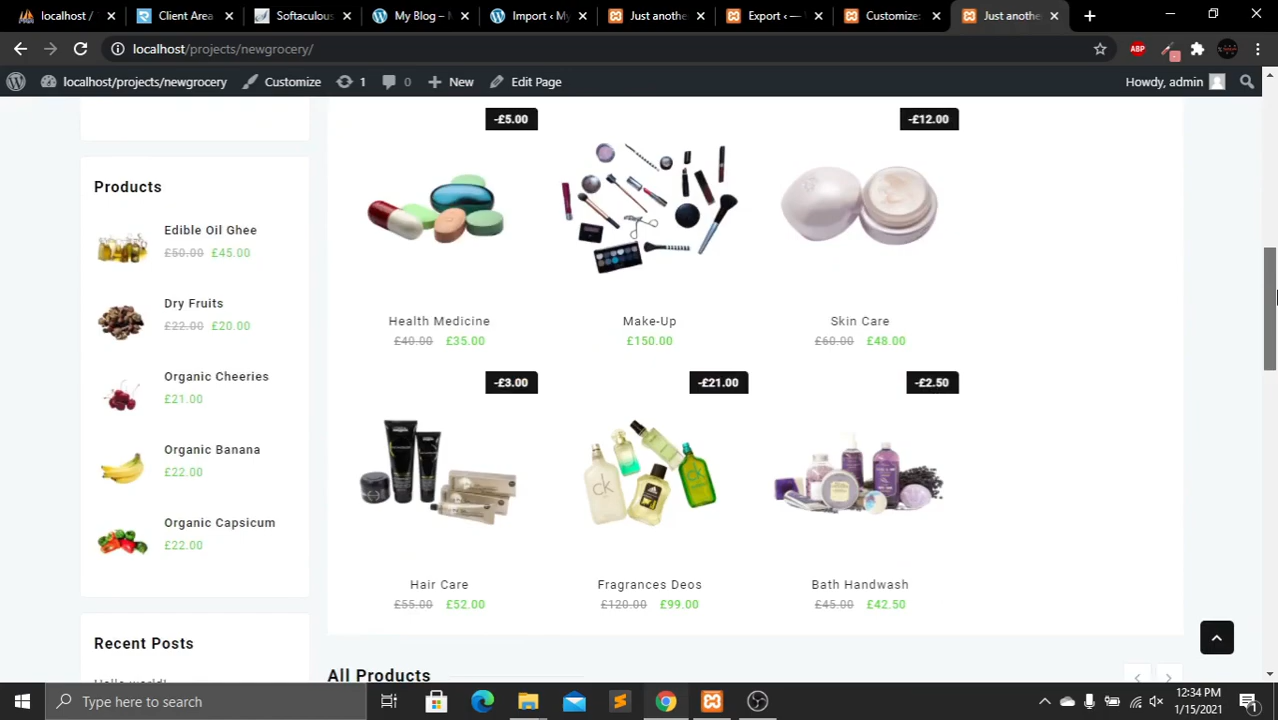 localhost /
Client Area
Softaculous
My Blog –
Import ‹ My
Just anothe
Export ‹ —
Customize:
Just anothe
localhost/projects/newgrocery/
ABP
localhost/projects/newgrocery
Customize
1
0
New
Edit Page
Howdy, admin
-£5.00
-£12.00
Products
Edible Oil Ghee
£50.00 £45.00
Dry Fruits
£22.00 £20.00
Organic Cheeries
£21.00
Organic Banana
£22.00
Organic Capsicum
£22.00
Health Medicine
£40.00 £35.00
Make-Up
£150.00
Skin Care
£60.00 £48.00
-£3.00
-£21.00
-£2.50
ck
Hair Care
£55.00 £52.00
Fragrances Deos
£120.00 £99.00
Bath Handwash
£45.00 £42.50
Recent Posts
Hello world!
All Products
Type here to search
12:34 PM
1/15/2021
1